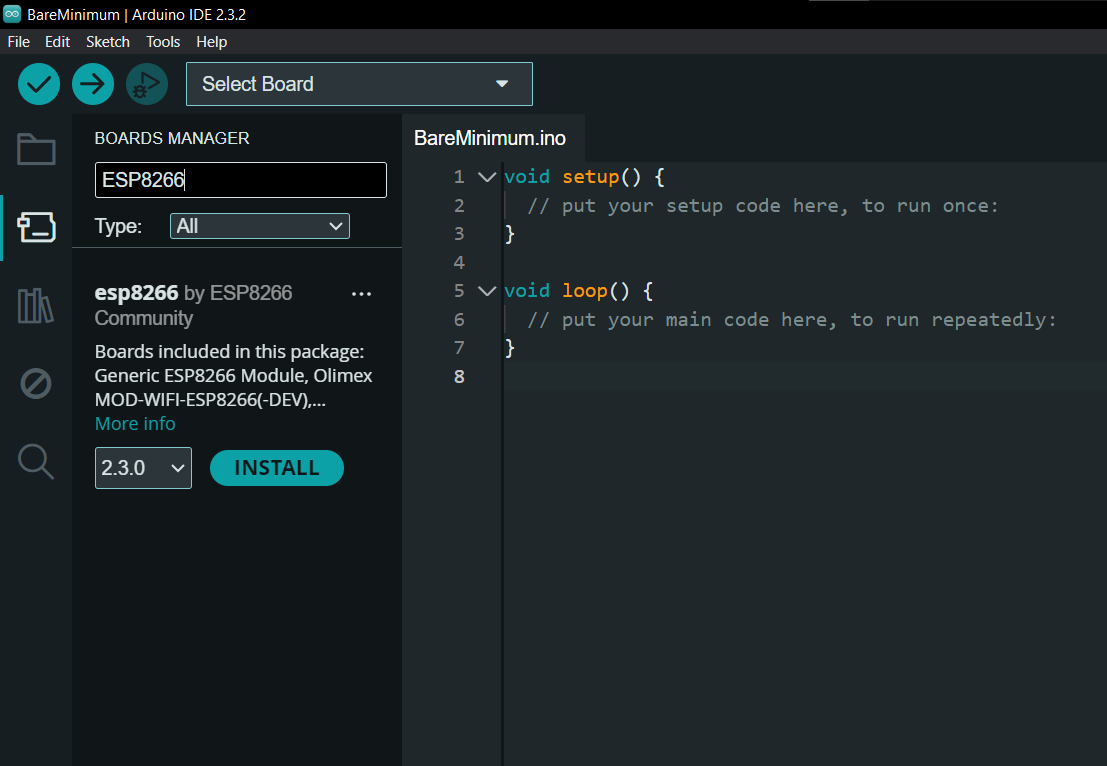 BareMinimum | Arduino IDE 2.3.2
File Edit Sketch Tools Help
Select Board
BOARDS MANAGER
ESP8266
Type: All
esp8266 by ESP8266
Community
Boards included in this package:
Generic ESP8266 Module, Olimex
MOD-WIFI-ESP8266(-DEV),...
More info
2.3.0 INSTALL
BareMinimum.ino
1 void setup() {
2 // put your setup code here, to run once:
3 }
4
5 void loop() {
6 // put your main code here, to run repeatedly:
7 }
8